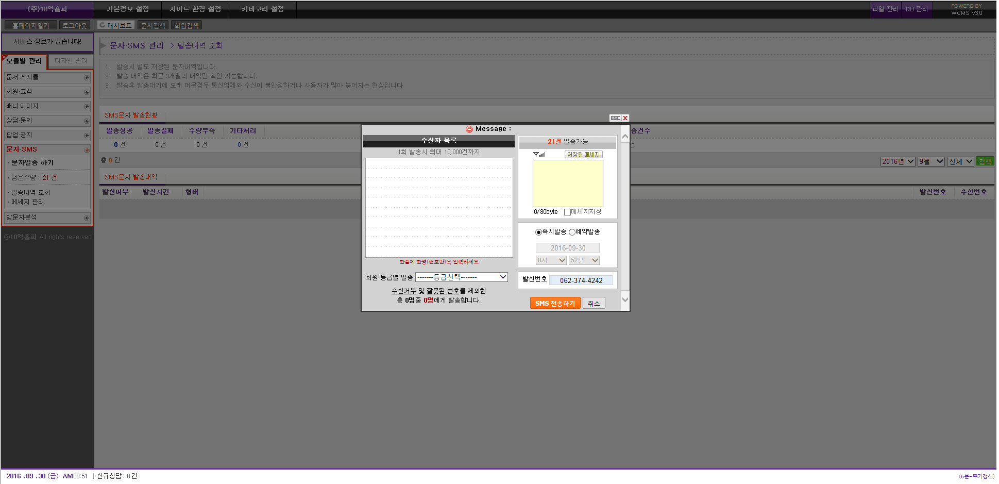 (주)10억홈피 기본정보 설정 사이트 환경 설정 카테고리 설정 파일 관리 DB 관리 POWERD BY
WCMS v3.0
홈페이지열기 로그아웃 대시보드 문서검색 회원검색
서비스 정보가 없습니다!
모듈별 관리 디자인 관리
문서·게시물
회원·고객
배너·이미지
상담·문의
팝업·공지
문자·SMS
· 문자발송 하기
· 남은수량 : 21 건
· 발송내역 조회
· 메세지 관리
방문자분석
ⓒ10억홈피 All rights reserved
문자·SMS 관리 > 발송내역 조회
1. 발송시 별도 저장된 문자내역입니다.
2. 발송 내역은 최근 3개월의 내역만 확인 가능합니다.
3. 발송후 발송대기에 오래 머문경우 통신업체와 수신이 불안정하거나 사용자가 많아 늦어지는 현상입니다
SMS문자 발송현황
발송성공 발송실패 수량부족 기타처리 송건수
0 건 0 건 0 건 0 건 건
총 0 건 2016년 9월 전체 검색
SMS문자 발송내역
발신여부 발신시간 형태 발신번호 수신번호
ESC X
Message :
수신자 목록
1회 발송시 최대 10,000건까지
한줄에 한명(번호만)씩 입력하세요
회원 등급별 발송 -------등급선택-------
수신거부 및 잘못된 번호를 제외한
총 0명중 0명에게 발송합니다.
21건 발송가능
저장된 메세지
0/80byte 메세지저장
즉시발송 예약발송
2016-09-30
8시 52분
발신번호 062-374-4242
SMS 전송하기 취소
2016 .09 .30 (금) AM08:51 | 신규상담 : 0 건 (6분-주기갱신)